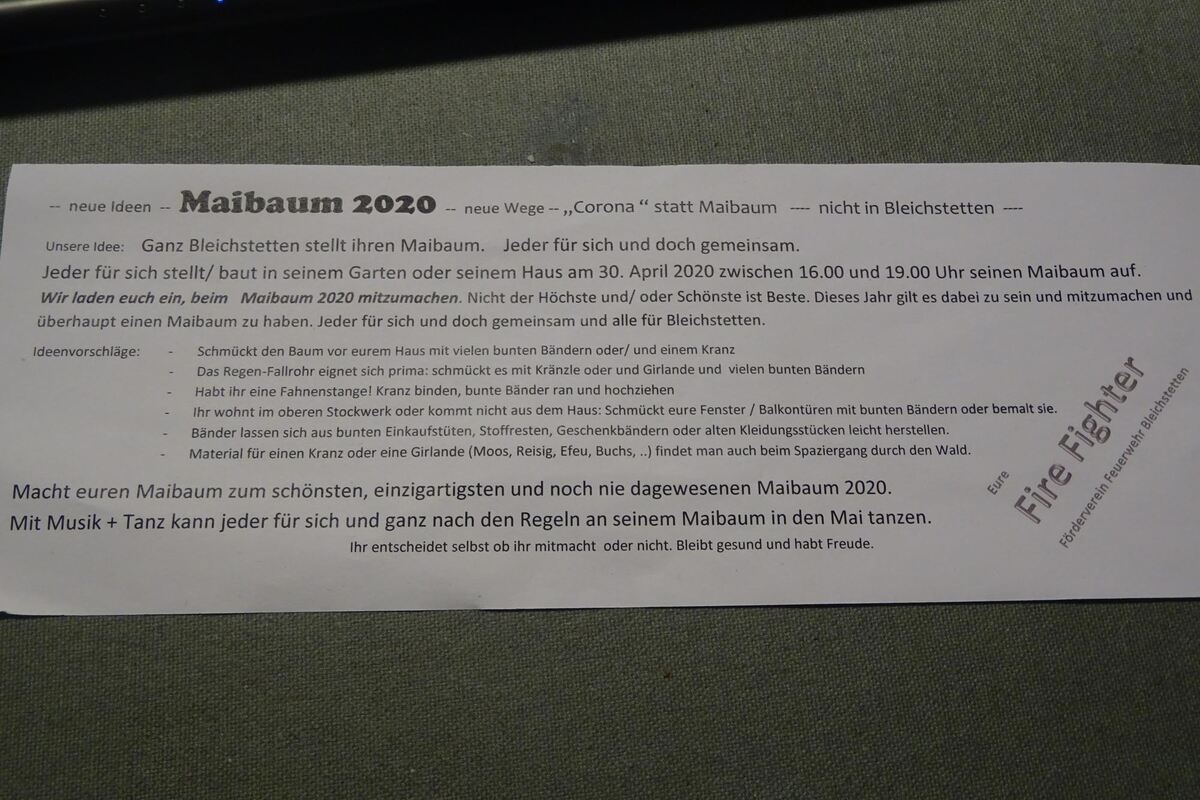 -- neue Ideen -- Maibaum 2020 -- neue Wege -- „Corona “ statt Maibaum ---- nicht in Bleichstetten ----
Unsere Idee: Ganz Bleichstetten stellt ihren Maibaum. Jeder für sich und doch gemeinsam.
Jeder für sich stellt/ baut in seinem Garten oder seinem Haus am 30. April 2020 zwischen 16.00 und 19.00 Uhr seinen Maibaum auf.
Wir laden euch ein, beim Maibaum 2020 mitzumachen. Nicht der Höchste und/ oder Schönste ist Beste. Dieses Jahr gilt es dabei zu sein und mitzumachen und
überhaupt einen Maibaum zu haben. Jeder für sich und doch gemeinsam und alle für Bleichstetten.
Ideenvorschläge: - Schmückt den Baum vor eurem Haus mit vielen bunten Bändern oder/ und einem Kranz
- Das Regen-Fallrohr eignet sich prima: schmückt es mit Kränzle oder und Girlande und vielen bunten Bändern
- Habt ihr eine Fahnenstange! Kranz binden, bunte Bänder ran und hochziehen
- Ihr wohnt im oberen Stockwerk oder kommt nicht aus dem Haus: Schmückt eure Fenster / Balkontüren mit bunten Bändern oder bemalt sie.
- Bänder lassen sich aus bunten Einkaufstüten, Stoffresten, Geschenkbändern oder alten Kleidungsstücken leicht herstellen.
- Material für einen Kranz oder eine Girlande (Moos, Reisig, Efeu, Buchs, ..) findet man auch beim Spaziergang durch den Wald.
Macht euren Maibaum zum schönsten, einzigartigsten und noch nie dagewesenen Maibaum 2020.
Mit Musik + Tanz kann jeder für sich und ganz nach den Regeln an seinem Maibaum in den Mai tanzen.
Ihr entscheidet selbst ob ihr mitmacht oder nicht. Bleibt gesund und habt Freude.
Eure
Fire Fighter
Förderverein Feuerwehr Bleichstetten